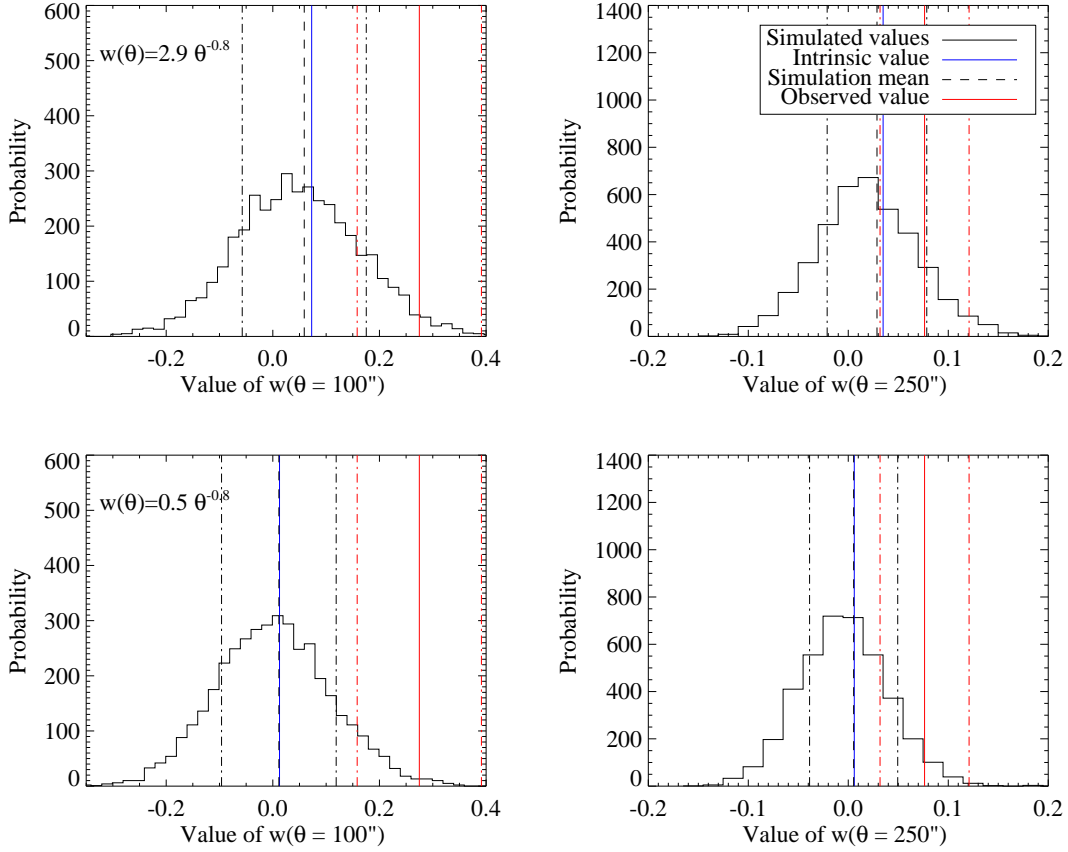 600
500
400
300
200
100
0
Probability
w(θ)=2.9 θ^-0.8
-0.2 0.0 0.2 0.4
Value of w(θ = 100")
1400
1200
1000
800
600
400
200
0
Probability
Simulated values
Intrinsic value
Simulation mean
Observed value
-0.2 -0.1 0.0 0.1 0.2
Value of w(θ = 250")
600
500
400
300
200
100
0
Probability
w(θ)=0.5 θ^-0.8
-0.2 0.0 0.2 0.4
Value of w(θ = 100")
1400
1200
1000
800
600
400
200
0
Probability
-0.2 -0.1 0.0 0.1 0.2
Value of w(θ = 250")